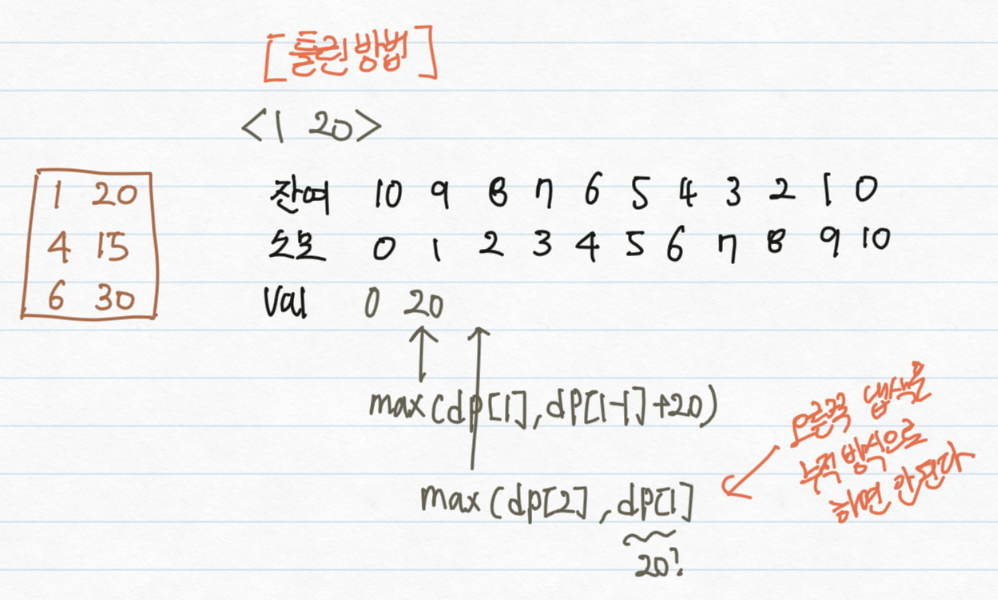 [틀린 방법]
<1 20>
1 20
4 15
6 30
잔여 10 9 8 7 6 5 4 3 2 1 0
소모 0 1 2 3 4 5 6 7 8 9 10
Val 0 20
max(dp[1], dp[1-1]+20)
max(dp[2], dp[1]
20?
오른쪽 냅색을
누적 방식으로
하면 안된다